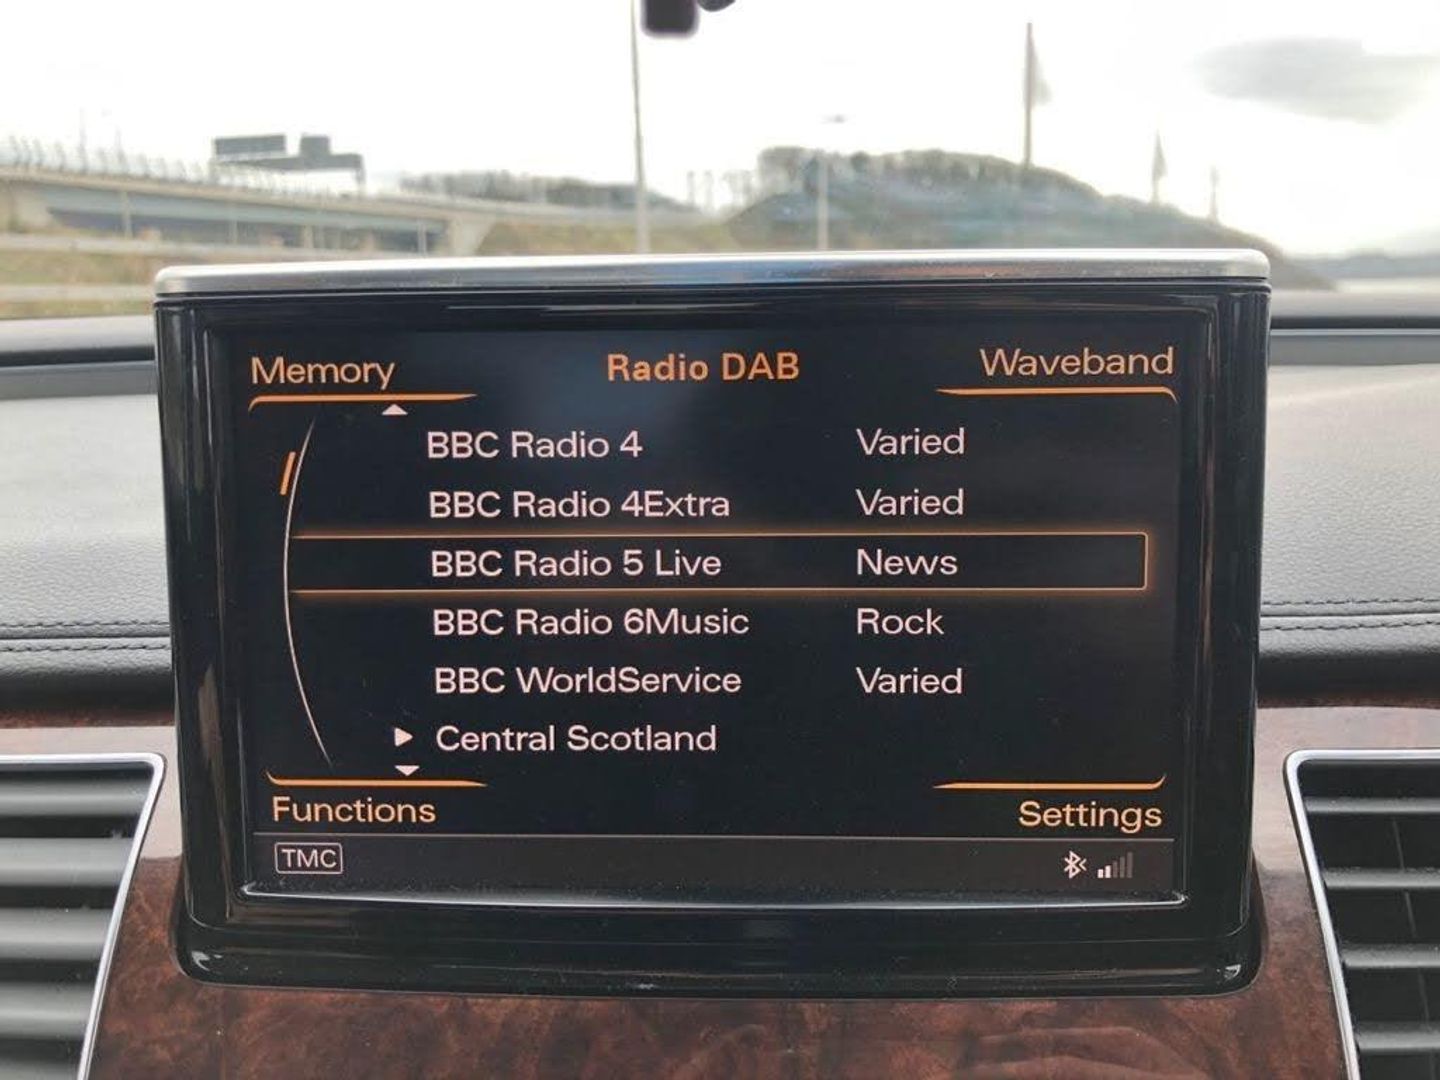 Memory Radio DAB Waveband
BBC Radio 4 Varied
BBC Radio 4Extra Varied
BBC Radio 5 Live News
BBC Radio 6Music Rock
BBC WorldService Varied
Central Scotland
Functions Settings
TMC